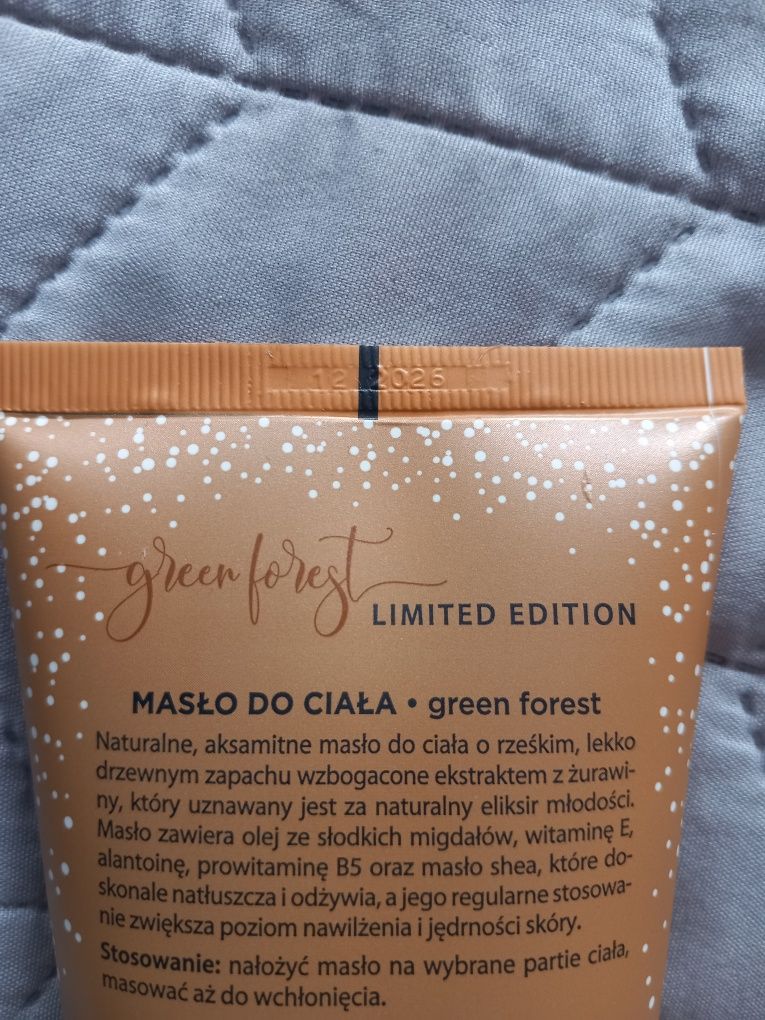 12 2026
green forest
LIMITED EDITION
MASŁO DO CIAŁA • green forest
Naturalne, aksamitne masło do ciała o rześkim, lekko
drzewnym zapachu wzbogacone ekstraktem z żurawi-
ny, który uznawany jest za naturalny eliksir młodości.
Masło zawiera olej ze słodkich migdałów, witaminę E,
alantoinę, prowitaminę B5 oraz masło shea, które do-
skonale natłuszcza i odżywia, a jego regularne stosowa-
nie zwiększa poziom nawilżenia i jędrności skóry.
Stosowanie: nałożyć masło na wybrane partie ciała,
masować aż do wchłonięcia.